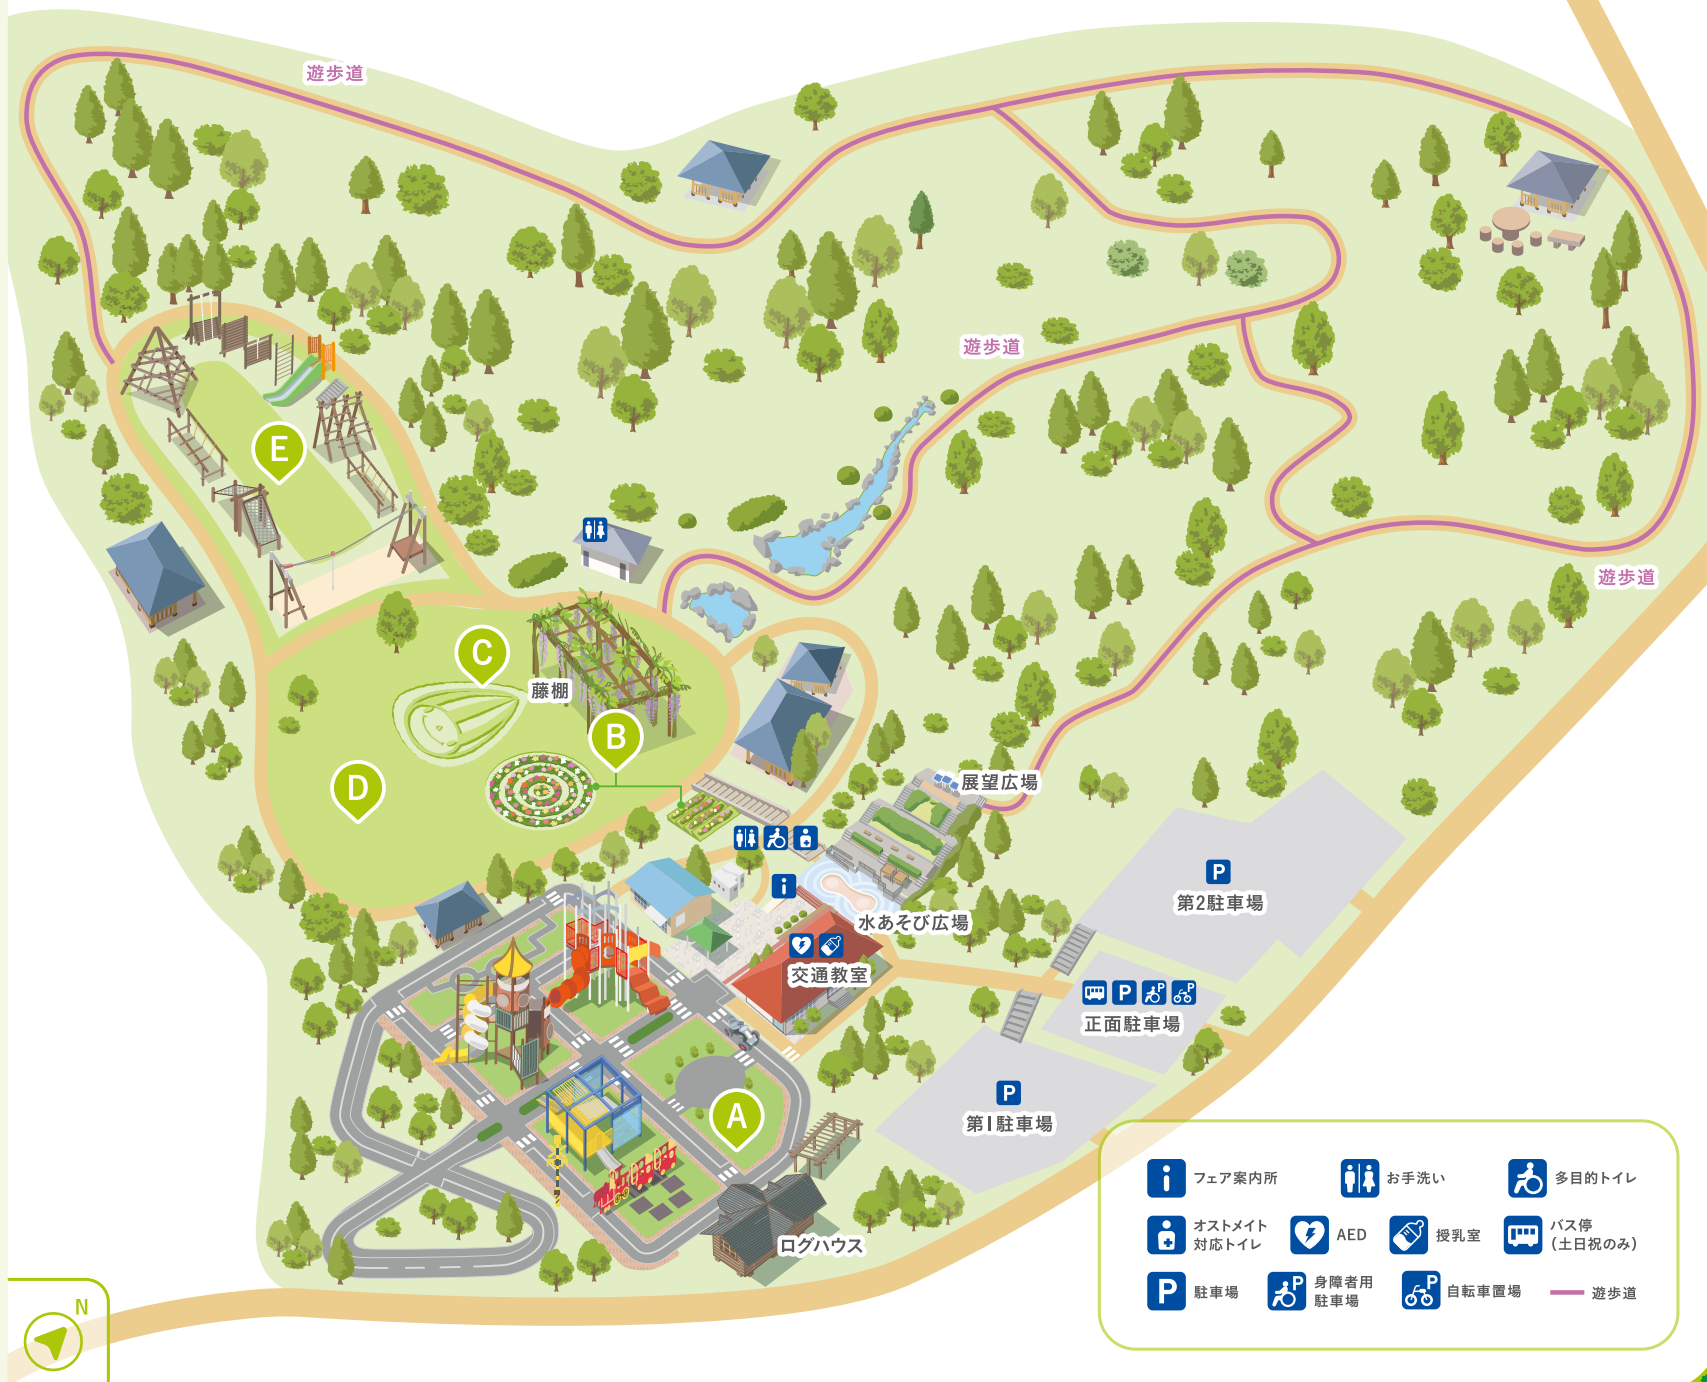 遊歩道
遊歩道
遊歩道
E
C
藤棚
B
D
展望広場
P
第2駐車場
i
水あそび広場
交通教室
P P P P
正面駐車場
P
第1駐車場
A
ログハウス
i フェア案内所
お手洗い
多目的トイレ
オストメイト
対応トイレ
AED
授乳室
バス停
(土日祝のみ)
P 駐車場
P 身障者用
駐車場
P 自転車置場
遊歩道
N